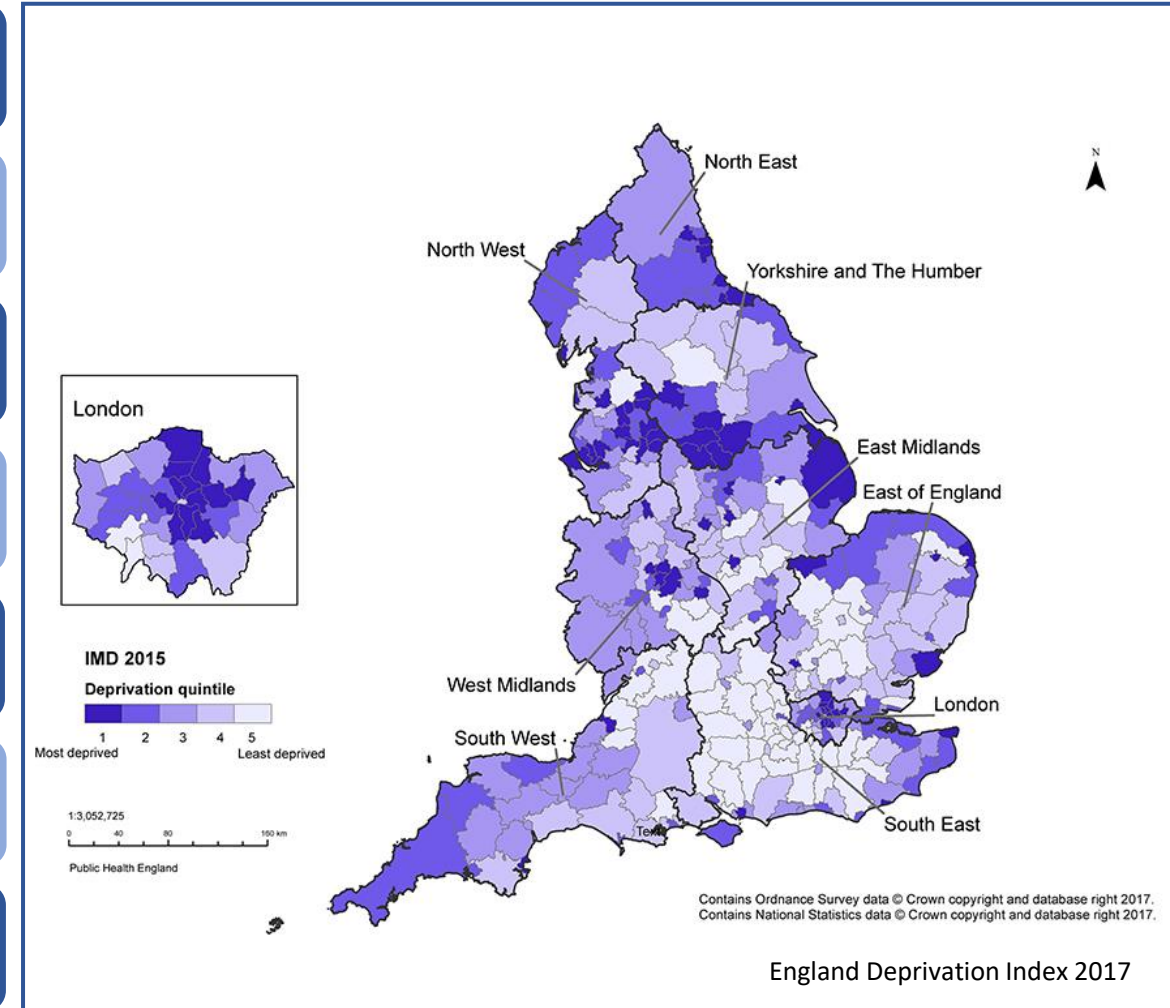 N
North East
North West
Yorkshire and The Humber
London
East Midlands
East of England
IMD 2015
Deprivation quintile
1 2 3 4 5
Most deprived Least deprived
West Midlands
London
South West
1:3,052,725
0 40 80 160 km
South East
Text
Public Health England
Contains Ordnance Survey data © Crown copyright and database right 2017.
Contains National Statistics data © Crown copyright and database right 2017.
England Deprivation Index 2017